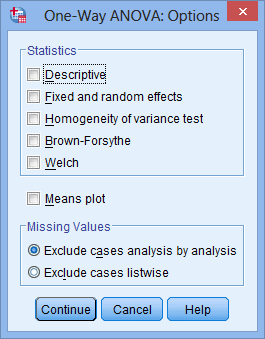 One-Way ANOVA: Options
Statistics
Descriptive
Fixed and random effects
Homogeneity of variance test
Brown-Forsythe
Welch
Means plot
Missing Values
Exclude cases analysis by analysis
Exclude cases listwise
Continue Cancel Help